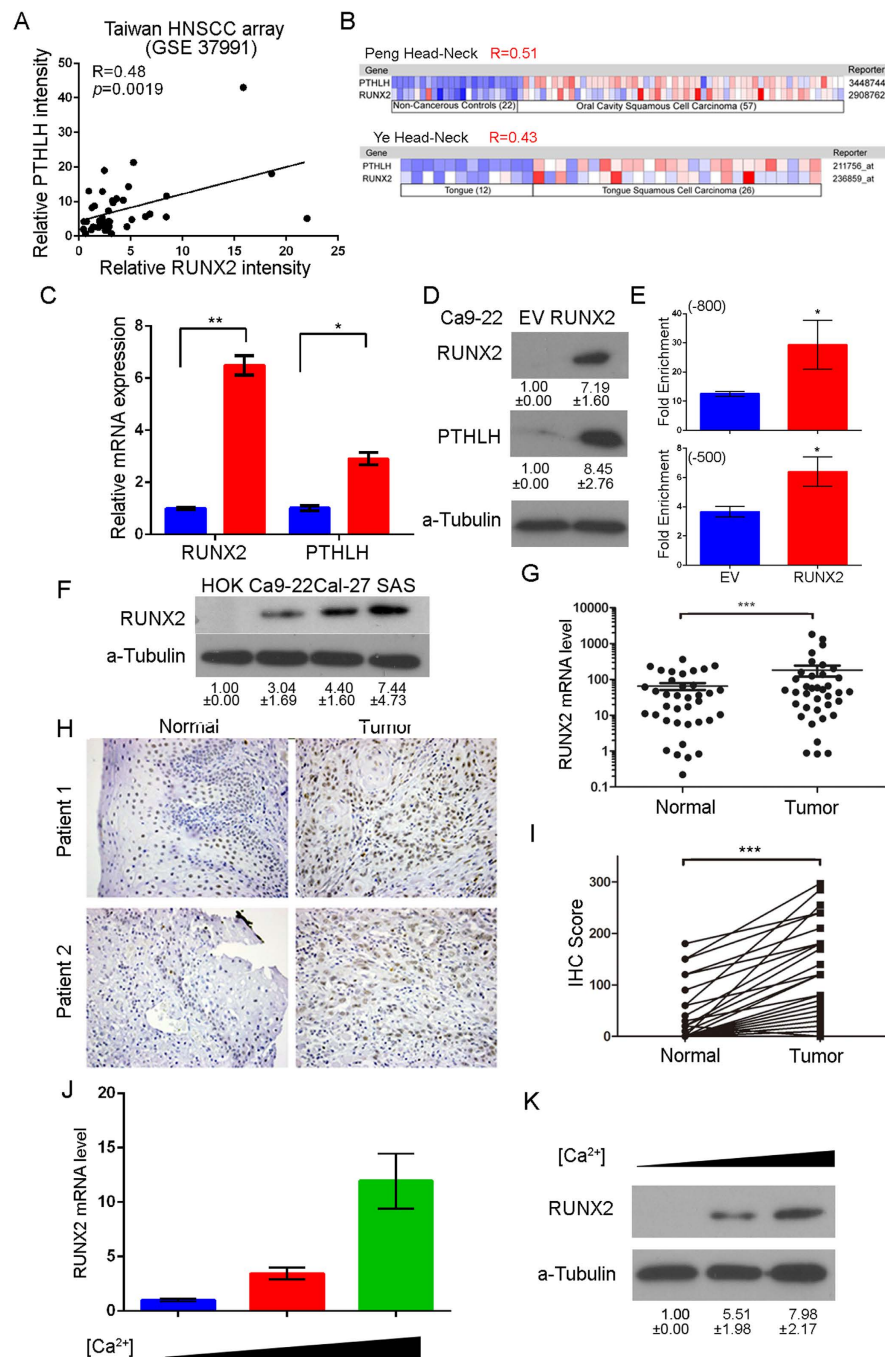 A
Taiwan HNSCC array
(GSE 37991)
R=0.48
p=0.0019
Relative PTHLH intensity
50
40
30
20
10
0
0 5 10 15 20 25
Relative RUNX2 intensity
B
Peng Head-Neck R=0.51
Gene Reporter
PTHLH 3448744
RUNX2 2908762
Non-Cancerous Controls (22) Oral Cavity Squamous Cell Carcinoma (57)
Ye Head-Neck R=0.43
Gene Reporter
PTHLH 211756_at
RUNX2 236859_at
Tongue (12) Tongue Squamous Cell Carcinoma (26)
C
Relative mRNA expression
8
6
4
2
0
** *
RUNX2 PTHLH
D
Ca9-22 EV RUNX2
RUNX2
1.00 7.19
±0.00 ±1.60
PTHLH
1.00 8.45
±0.00 ±2.76
a-Tubulin
E
(-800)
*
Fold Enrichment
40
30
20
10
0
(-500)
*
Fold Enrichment
8
6
4
2
0
EV RUNX2
F
HOK Ca9-22 Cal-27 SAS
RUNX2
a-Tubulin
1.00 3.04 4.40 7.44
±0.00 ±1.69 ±1.60 ±4.73
G
***
RUNX2 mRNA level
10000
1000
100
10
1
0.1
Normal Tumor
H
Normal Tumor
Patient 1
Patient 2
I
***
IHC Score
300
200
100
0
Normal Tumor
J
RUNX2 mRNA level
20
15
10
5
0
[Ca²⁺]
K
[Ca²⁺]
RUNX2
a-Tubulin
1.00 5.51 7.98
±0.00 ±1.98 ±2.17